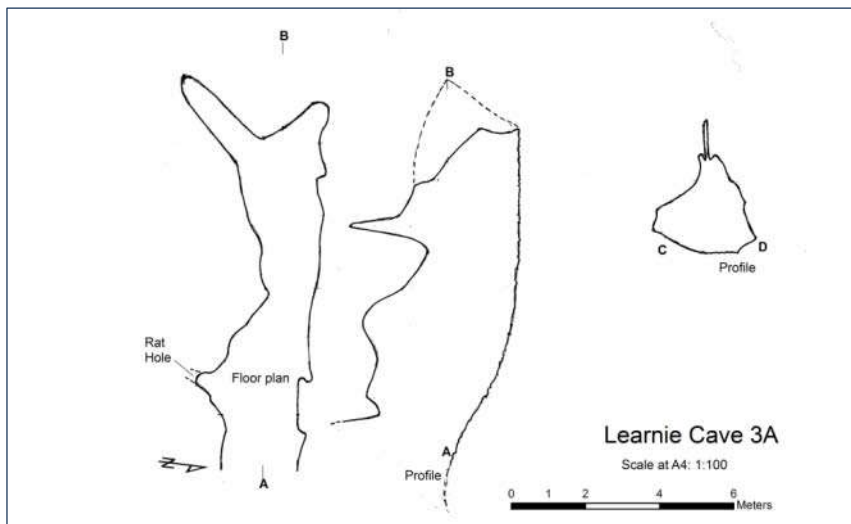 B
B
C
D
Profile
Rat
Hole
Floor plan
N
A
A
Profile
Learnie Cave 3A
Scale at A4: 1:100
0 1 2 4 6
Meters